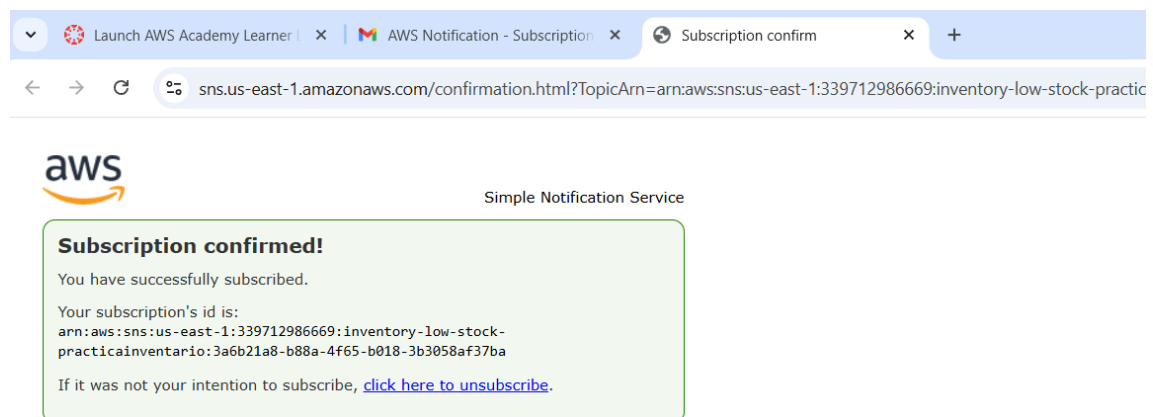 Launch AWS Academy Learner L
AWS Notification - Subscription
Subscription confirm
sns.us-east-1.amazonaws.com/confirmation.html?TopicArn=arn:aws:sns:us-east-1:339712986669:inventory-low-stock-practic
aws
Simple Notification Service
Subscription confirmed!
You have successfully subscribed.
Your subscription's id is:
arn:aws:sns:us-east-1:339712986669:inventory-low-stock-
practicainventario:3a6b21a8-b88a-4f65-b018-3b3058af37ba
If it was not your intention to subscribe, click here to unsubscribe.